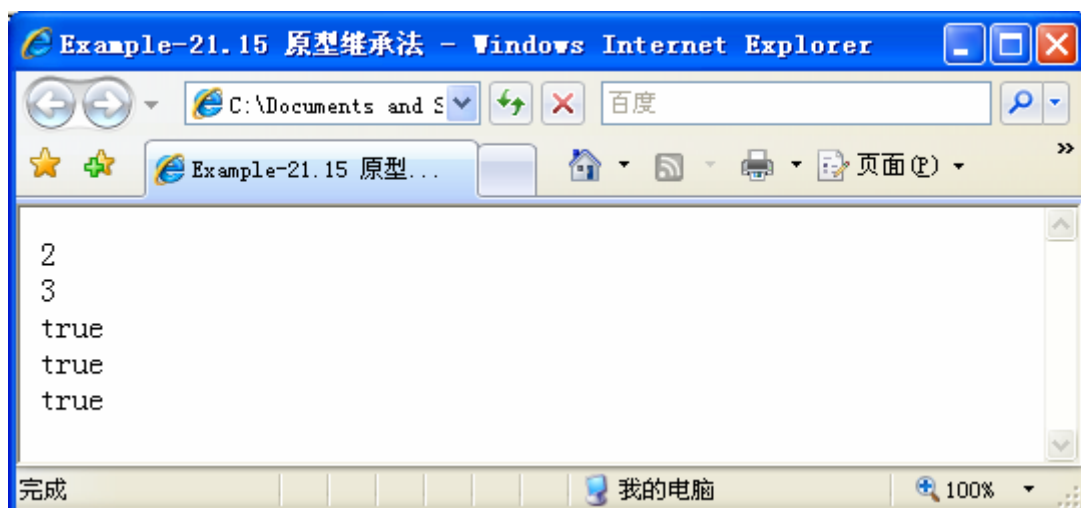 Example-21.15 原型继承法 - Windows Internet Explorer
C:\Documents and S 百度
Example-21.15 原型... 页面(P) »
2
3
true
true
true
完成 我的电脑 100%